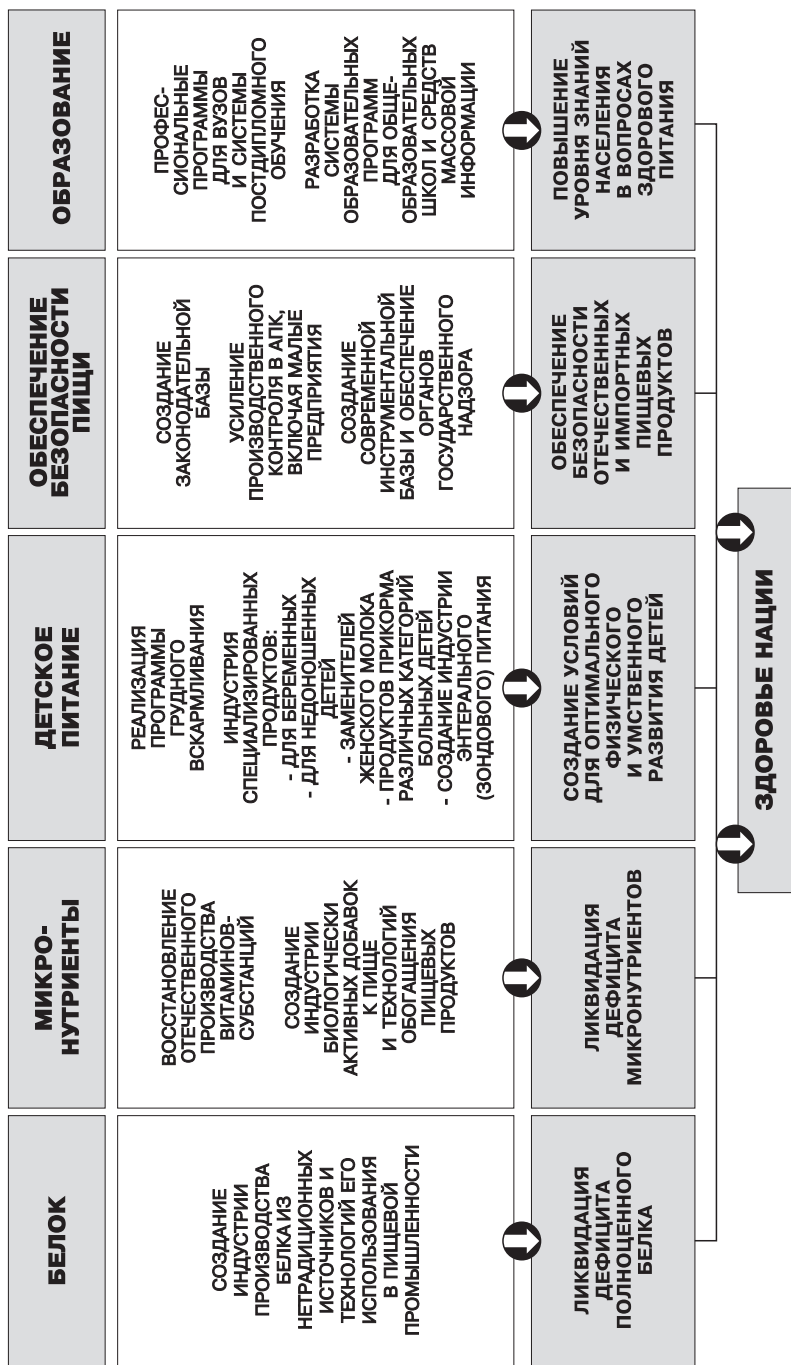 БЕЛОК
СОЗДАНИЕ
ИНДУСТРИИ
ПРОИЗВОДСТВА
БЕЛКА ИЗ
НЕТРАДИЦИОННЫХ
ИСТОЧНИКОВ И
ТЕХНОЛОГИЙ ЕГО
ИСПОЛЬЗОВАНИЯ
В ПИЩЕВОЙ
ПРОМЫШЛЕННОСТИ
ЛИКВИДАЦИЯ
ДЕФИЦИТА
ПОЛНОЦЕННОГО
БЕЛКА
МИКРО-
НУТРИЕНТЫ
ВОССТАНОВЛЕНИЕ
ОТЕЧЕСТВЕННОГО
ПРОИЗВОДСТВА
ВИТАМИНОВ-
СУБСТАНЦИЙ
СОЗДАНИЕ
ИНДУСТРИИ
БИОЛОГИЧЕСКИ
АКТИВНЫХ ДОБАВОК
К ПИЩЕ
И ТЕХНОЛОГИЙ
ОБОГАЩЕНИЯ
ПИЩЕВЫХ
ПРОДУКТОВ
ЛИКВИДАЦИЯ
ДЕФИЦИТА
МИКРОНУТРИЕНТОВ
ДЕТСКОЕ
ПИТАНИЕ
РЕАЛИЗАЦИЯ
ПРОГРАММЫ
ГРУДНОГО
ВСКАРМЛИВАНИЯ
ИНДУСТРИЯ
СПЕЦИАЛИЗИРОВАННЫХ
ПРОДУКТОВ:
- ДЛЯ БЕРЕМЕННЫХ
- ДЛЯ НЕДОНОШЕННЫХ
ДЕТЕЙ
- ЗАМЕНИТЕЛЕЙ
ЖЕНСКОГО МОЛОКА
- ПРОДУКТОВ ПРИКОРМА
РАЗЛИЧНЫХ КАТЕГОРИЙ
БОЛЬНЫХ ДЕТЕЙ
- СОЗДАНИЕ ИНДУСТРИИ
ЭНТЕРАЛЬНОГО
(ЗОНДОВОГО) ПИТАНИЯ
СОЗДАНИЕ УСЛОВИЙ
ДЛЯ ОПТИМАЛЬНОГО
ФИЗИЧЕСКОГО
И УМСТВЕННОГО
РАЗВИТИЯ ДЕТЕЙ
ОБЕСПЕЧЕНИЕ
БЕЗОПАСНОСТИ
ПИЩИ
СОЗДАНИЕ
ЗАКОНОДАТЕЛЬНОЙ
БАЗЫ
УСИЛЕНИЕ
ПРОИЗВОДСТВЕННОГО
КОНТРОЛЯ В АПК,
ВКЛЮЧАЯ МАЛЫЕ
ПРЕДПРИЯТИЯ
СОЗДАНИЕ
СОВРЕМЕННОЙ
ИНСТРУМЕНТАЛЬНОЙ
БАЗЫ И ОБЕСПЕЧЕНИЕ
ОРГАНОВ
ГОСУДАРСТВЕННОГО
НАДЗОРА
ОБЕСПЕЧЕНИЕ
БЕЗОПАСНОСТИ
ОТЕЧЕСТВЕННЫХ
И ИМПОРТНЫХ
ПИЩЕВЫХ
ПРОДУКТОВ
ОБРАЗОВАНИЕ
ПРОФЕС-
СИОНАЛЬНЫЕ
ПРОГРАММЫ
ДЛЯ ВУЗОВ
И СИСТЕМЫ
ПОСТДИПЛОМНОГО
ОБУЧЕНИЯ
РАЗРАБОТКА
СИСТЕМЫ
ОБРАЗОВАТЕЛЬНЫХ
ПРОГРАММ
ДЛЯ ОБЩЕ-
ОБРАЗОВАТЕЛЬНЫХ
ШКОЛ И СРЕДСТВ
МАССОВОЙ
ИНФОРМАЦИИ
ПОВЫШЕНИЕ
УРОВНЯ ЗНАНИЙ
НАСЕЛЕНИЯ
В ВОПРОСАХ
ЗДОРОВОГО
ПИТАНИЯ
ЗДОРОВЬЕ НАЦИИ